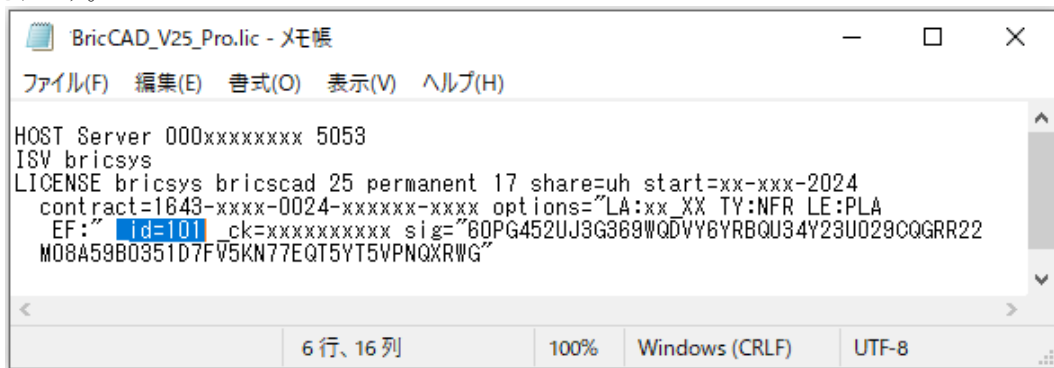 BricCAD_V25_Pro.lic - メモ帳
ファイル(F) 編集(E) 書式(O) 表示(V) ヘルプ(H)
HOST Server 000xxxxxxxx 5053
ISV bricsys
LICENSE bricsys bricscad 25 permanent 17 share=uh start=xx-xxx-2024
contract=1643-xxxx-0024-xxxxxx-xxxx options="LA:xx_XX TY:NFR LE:PLA
EF:" _id=101 _ck=xxxxxxxxxx sig="60PG452UJ3G369WQDVY6YRBQU34Y23U029CQGRR22
M08A59B0351D7FV5KN77EQT5YT5VPNQXRWG"
6 行、16 列 100% Windows (CRLF) UTF-8